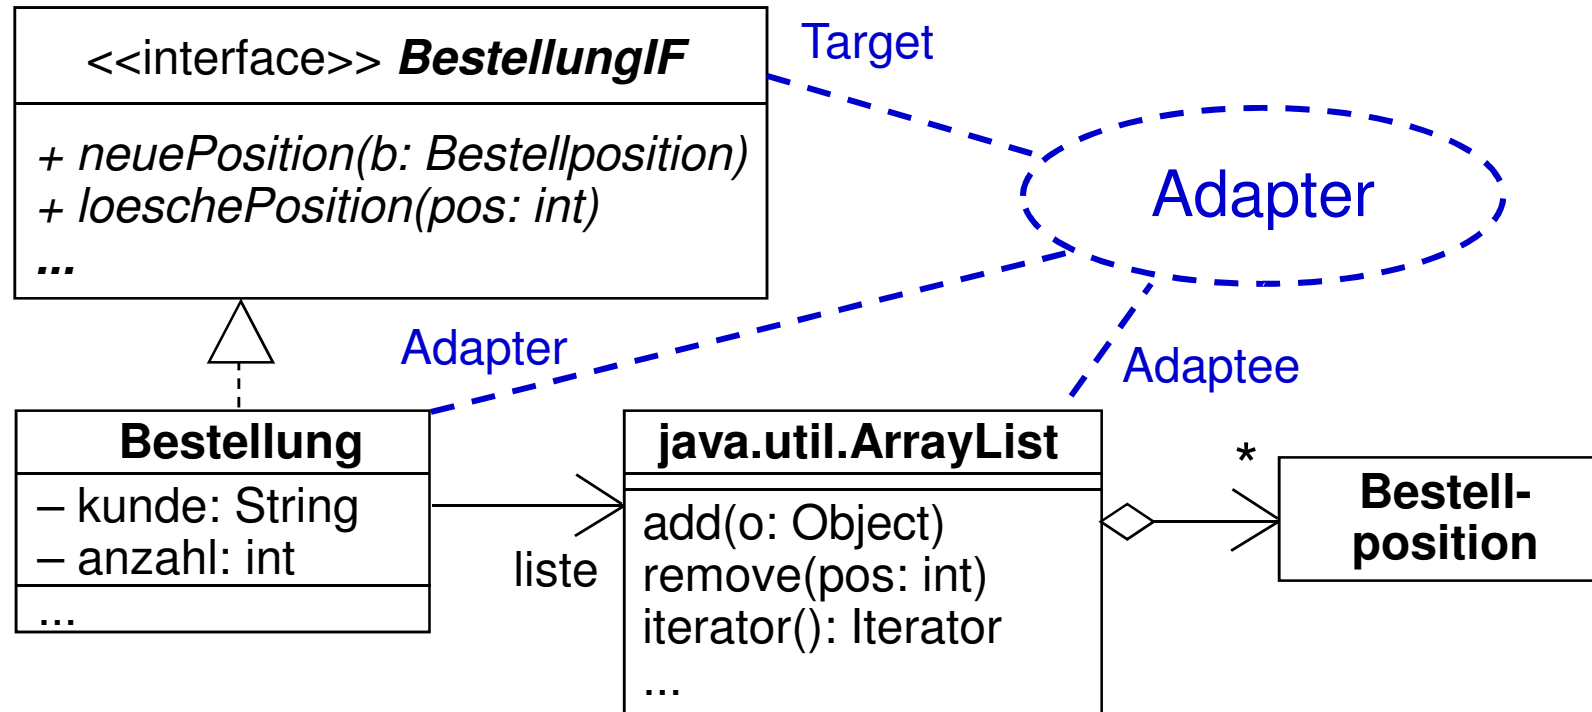 <<interface>> BestellungIF
+ neuePosition(b: Bestellposition)
+ loeschePosition(pos: int)
...
Target
Adapter
Adapter
Adaptee
Bestellung
– kunde: String
– anzahl: int
...
liste
java.util.ArrayList
add(o: Object)
remove(pos: int)
iterator(): Iterator
...
*
Bestell-
position